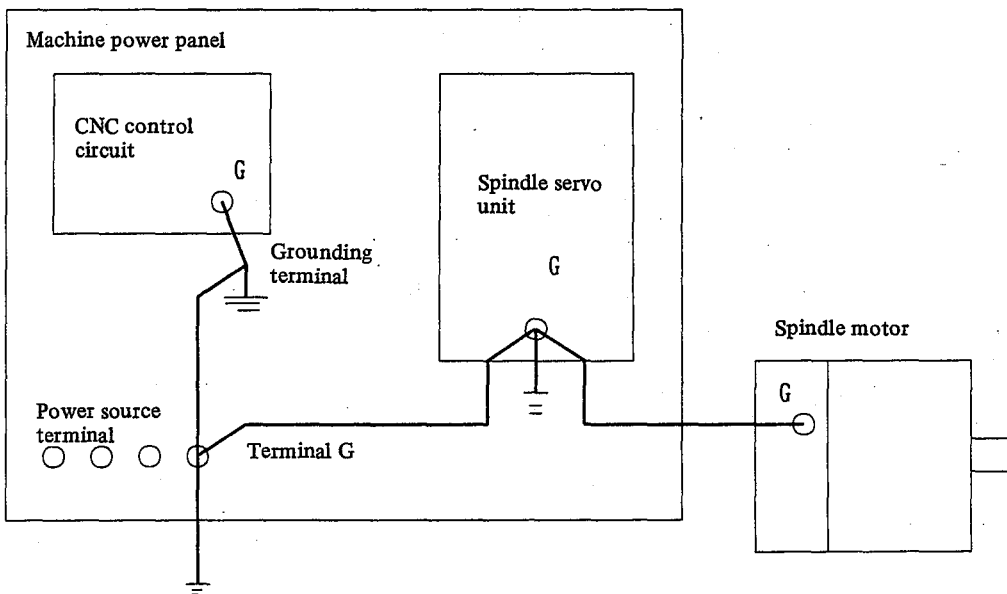 Machine power panel
CNC control
circuit
G
Spindle servo
unit
G
Grounding
terminal
Spindle motor
G
Power source
terminal
Terminal G